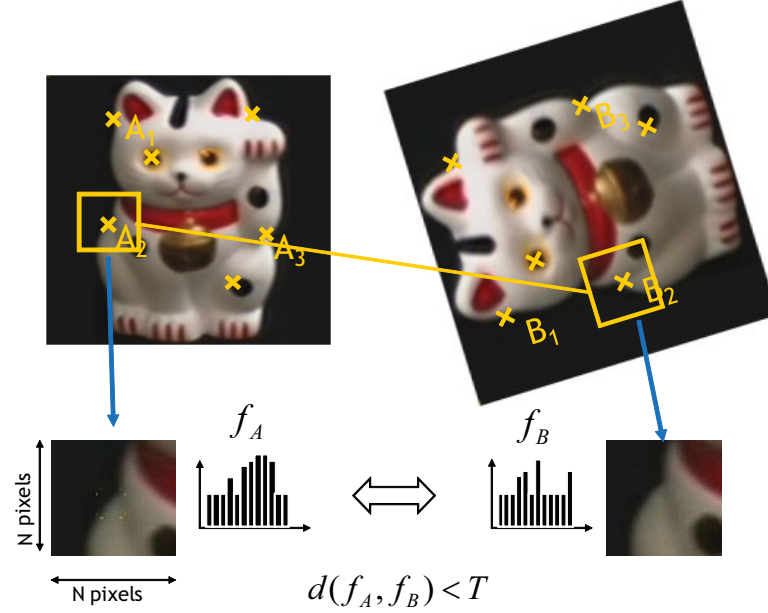 A₁
B₃
A₂
A₃
B₂
B₁
f_A
f_B
N pixels
N pixels
d(f_A, f_B) < T